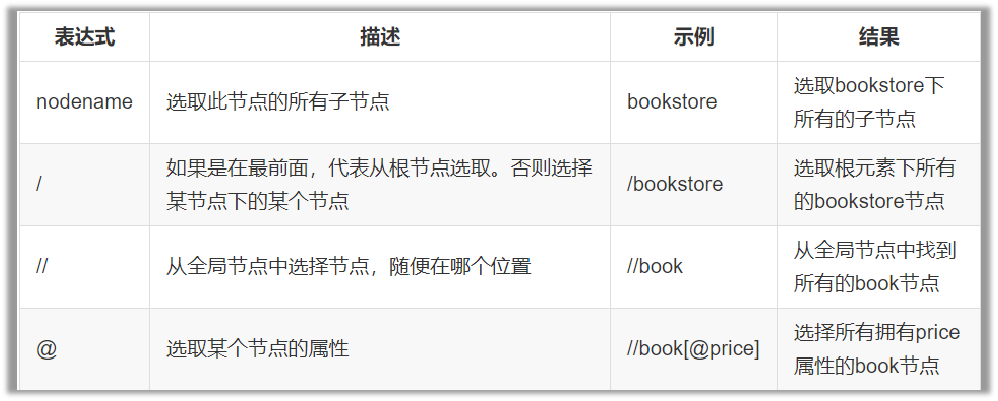 表达式 描述 示例 结果
nodename 选取此节点的所有子节点 bookstore 选取bookstore下
所有的子节点
/ 如果是在最前面，代表从根节点选取。否则选择
某节点下的某个节点 /bookstore 选取根元素下所有
的bookstore节点
// 从全局节点中选择节点，随便在哪个位置 //book 从全局节点中找到
所有的book节点
@ 选取某个节点的属性 //book[@price] 选择所有拥有price
属性的book节点